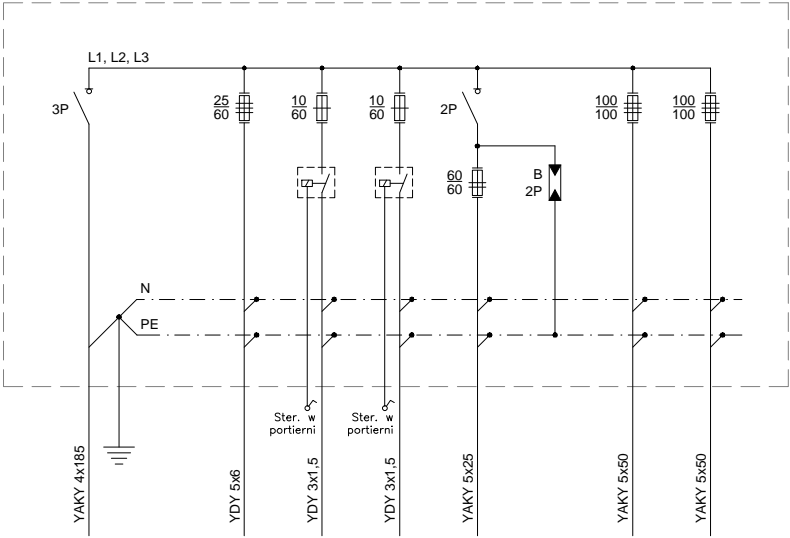 L1, L2, L3
3P
25
60
10
60
10
60
2P
100
100
100
100
60
60
B
2P
N
PE
Ster. w
portierni
Ster. w
portierni
YAKY 4x185
YDY 5x6
YDY 3x1,5
YDY 3x1,5
YAKY 5x25
YAKY 5x50
YAKY 5x50